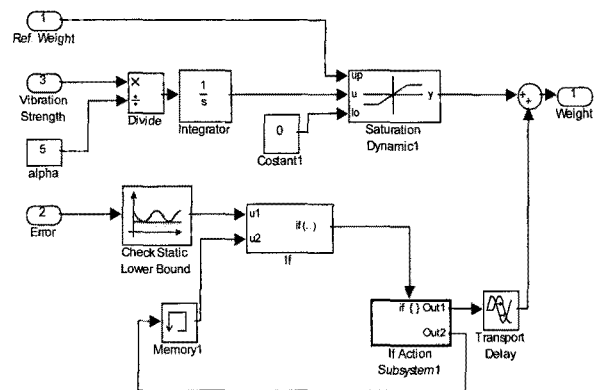 1
Ref Weight
3
Vibration
Strength
×
÷
Divide
1
s
Integrator
5
alpha
0
Costant1
up
u
lo
y
Saturation
Dynamic1
+
+
1
Weight
2
Error
Check Static
Lower Bound
u1
u2
if(..)
If
Memory1
if { } Out1
Out2
If Action
Subsystem1
Transport
Delay